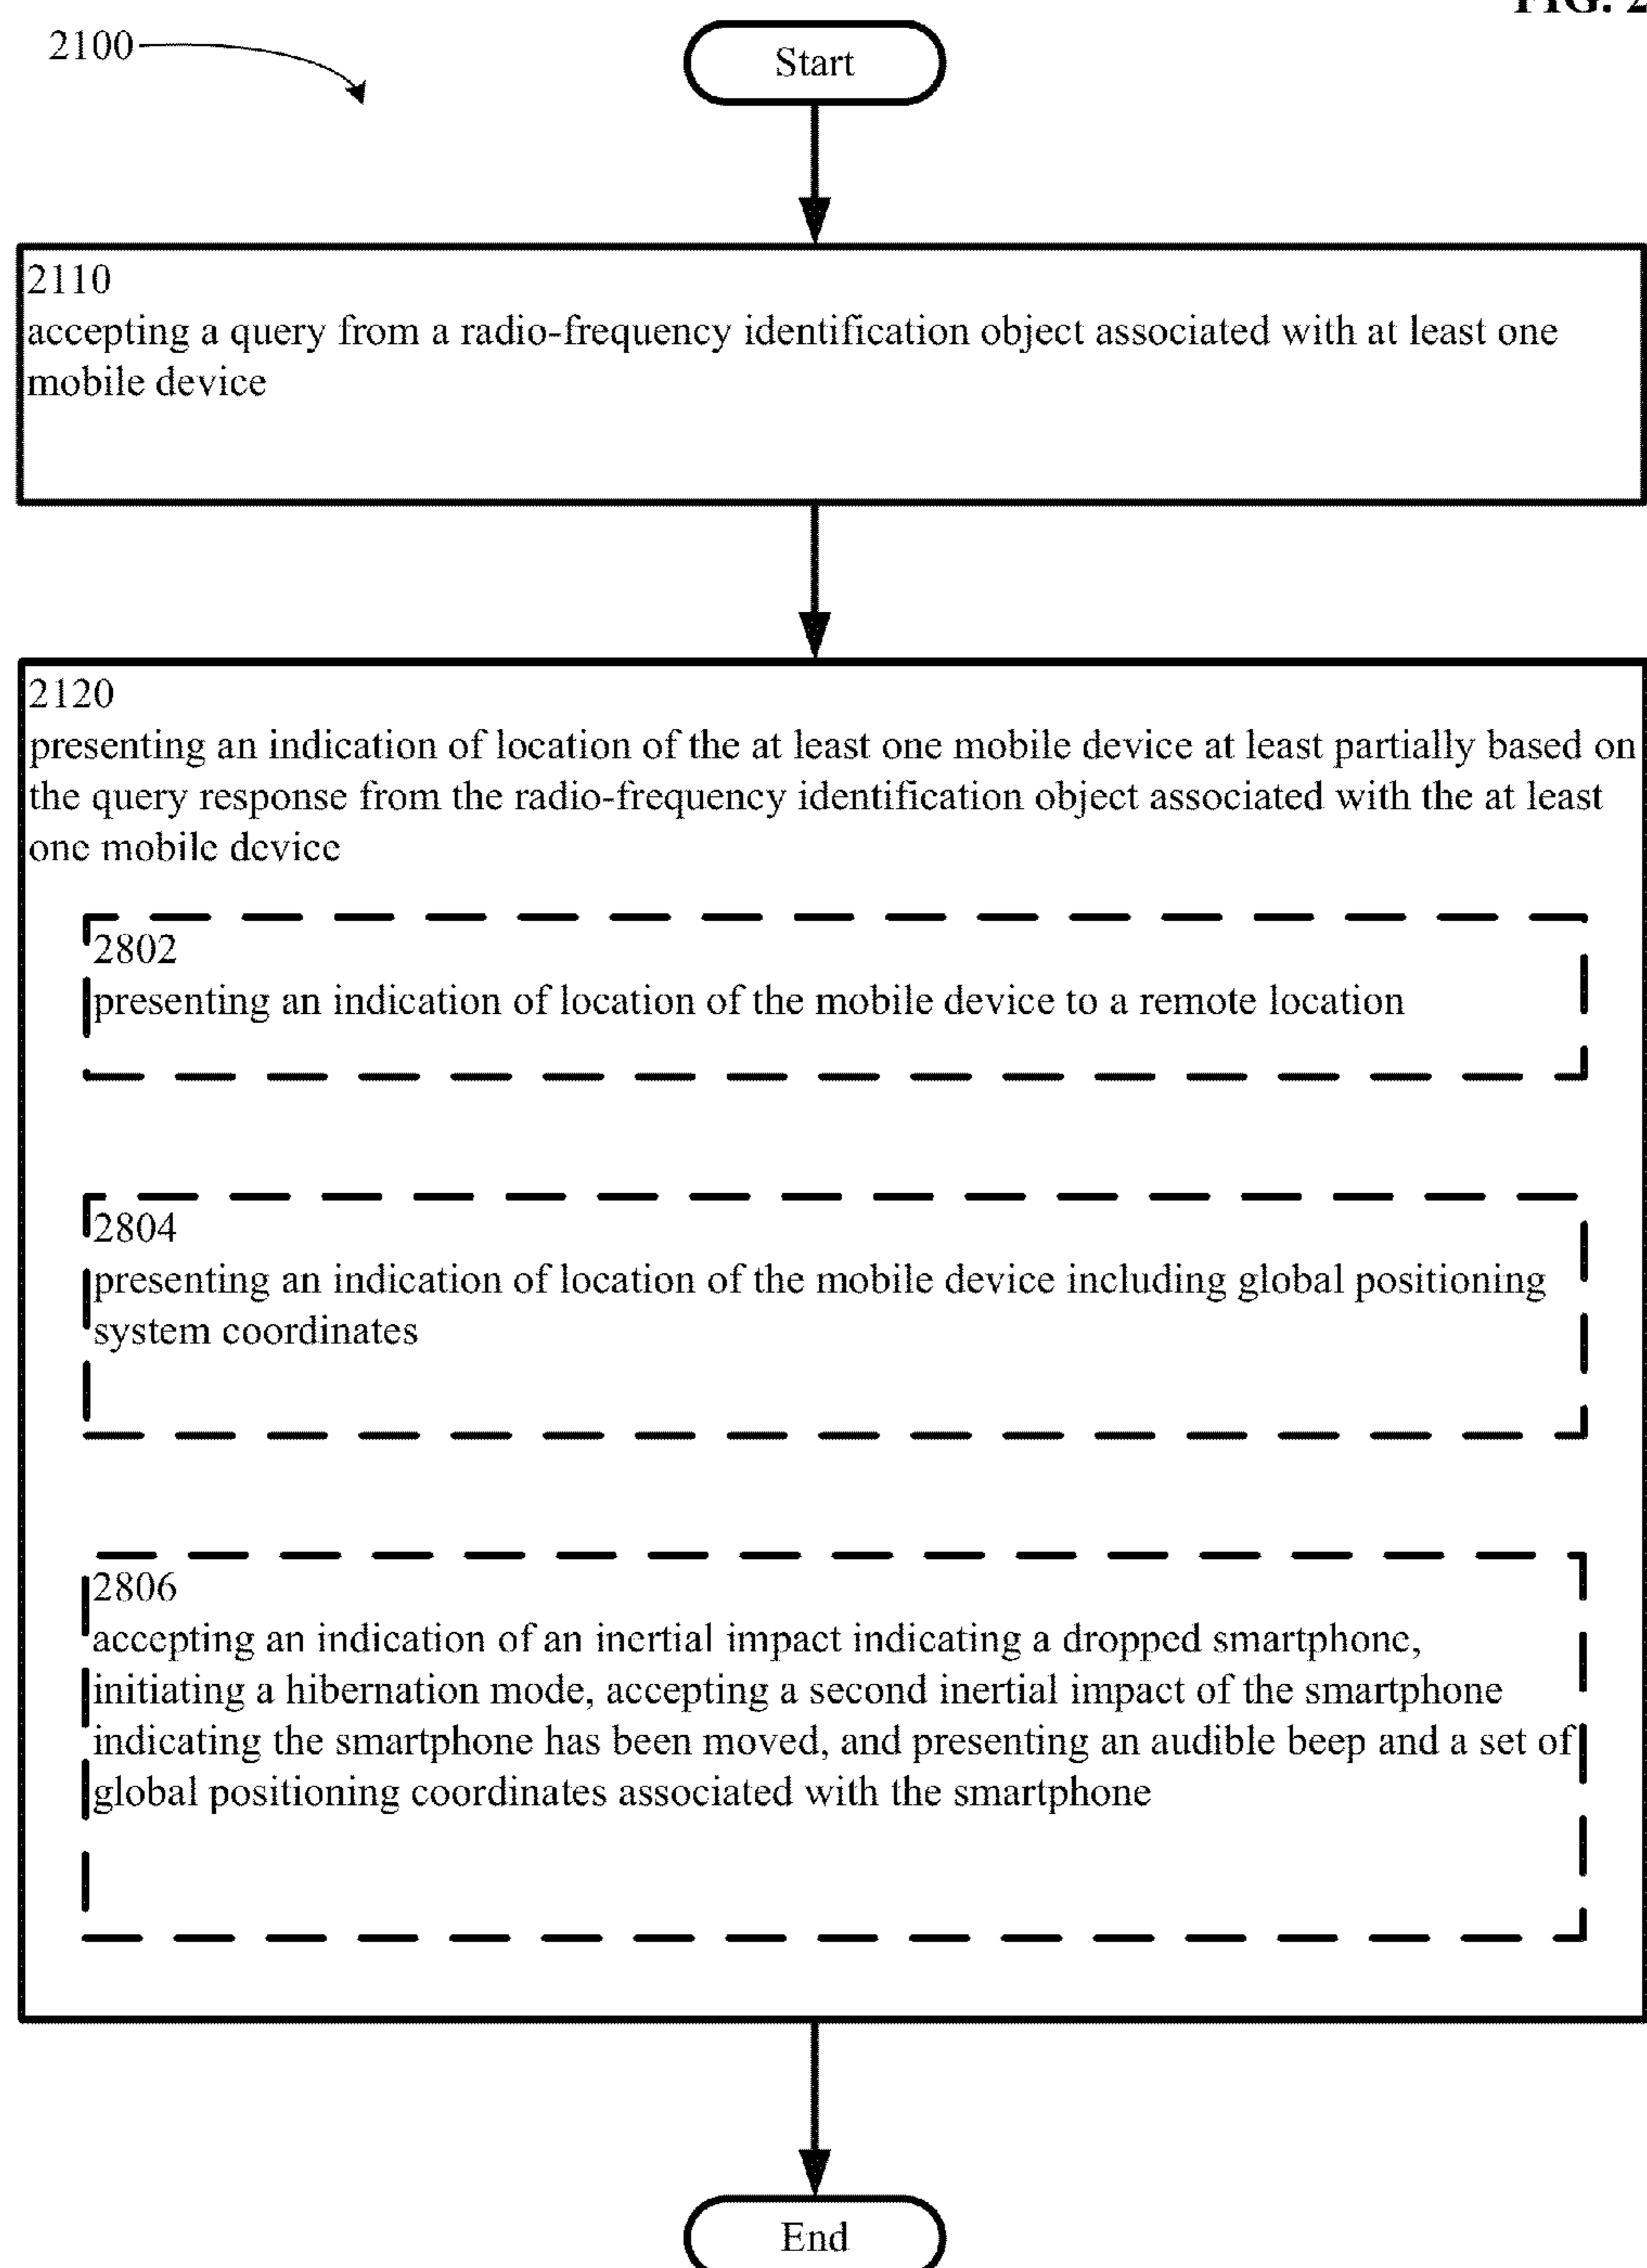 FIG. 2
2100
Start
2110
accepting a query from a radio-frequency identification object associated with at least one
mobile device
2120
presenting an indication of location of the at least one mobile device at least partially based on
the query response from the radio-frequency identification object associated with the at least
one mobile device
2802
presenting an indication of location of the mobile device to a remote location
2804
presenting an indication of location of the mobile device including global positioning
system coordinates
2806
accepting an indication of an inertial impact indicating a dropped smartphone,
initiating a hibernation mode, accepting a second inertial impact of the smartphone
indicating the smartphone has been moved, and presenting an audible beep and a set of
global positioning coordinates associated with the smartphone
End